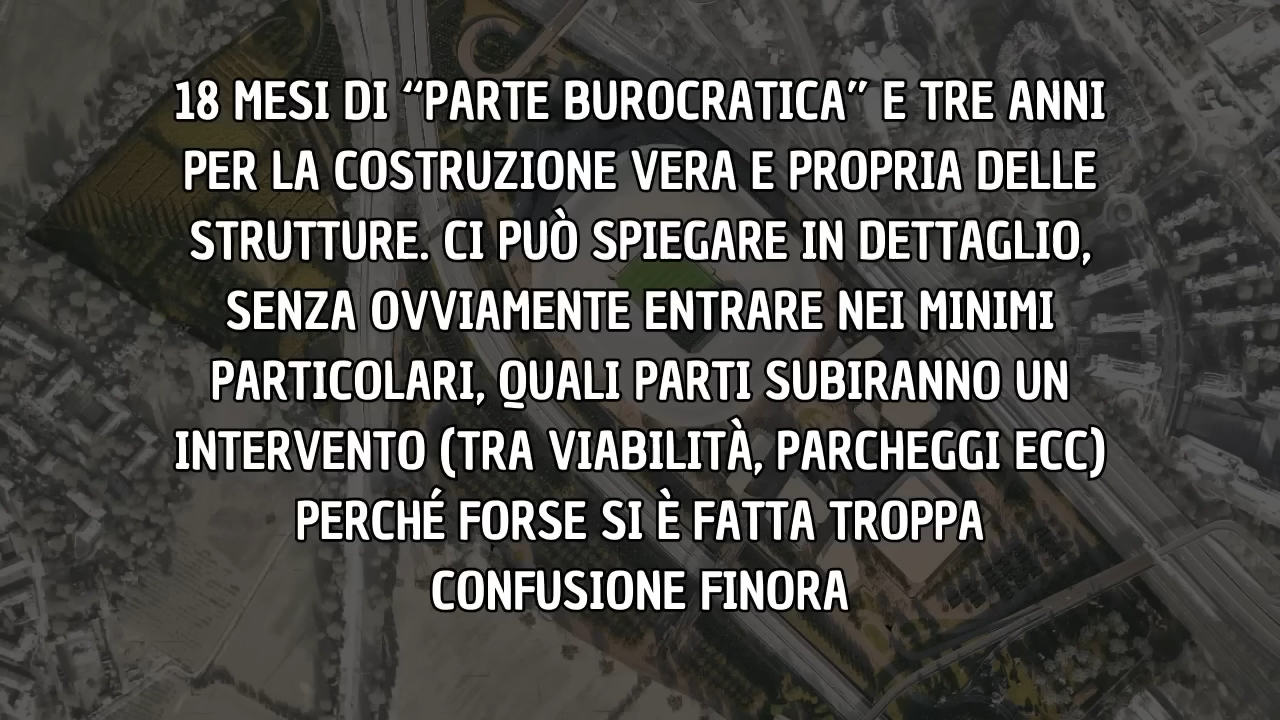 18 MESI DI “PARTE BUROCRATICA” E TRE ANNI
PER LA COSTRUZIONE VERA E PROPRIA DELLE
STRUTTURE. CI PUÒ SPIEGARE IN DETTAGLIO,
SENZA OVVIAMENTE ENTRARE NEI MINIMI
PARTICOLARI, QUALI PARTI SUBIRANNO UN
INTERVENTO (TRA VIABILITÀ, PARCHEGGI ECC)
PERCHÉ FORSE SI È FATTA TROPPA
CONFUSIONE FINORA